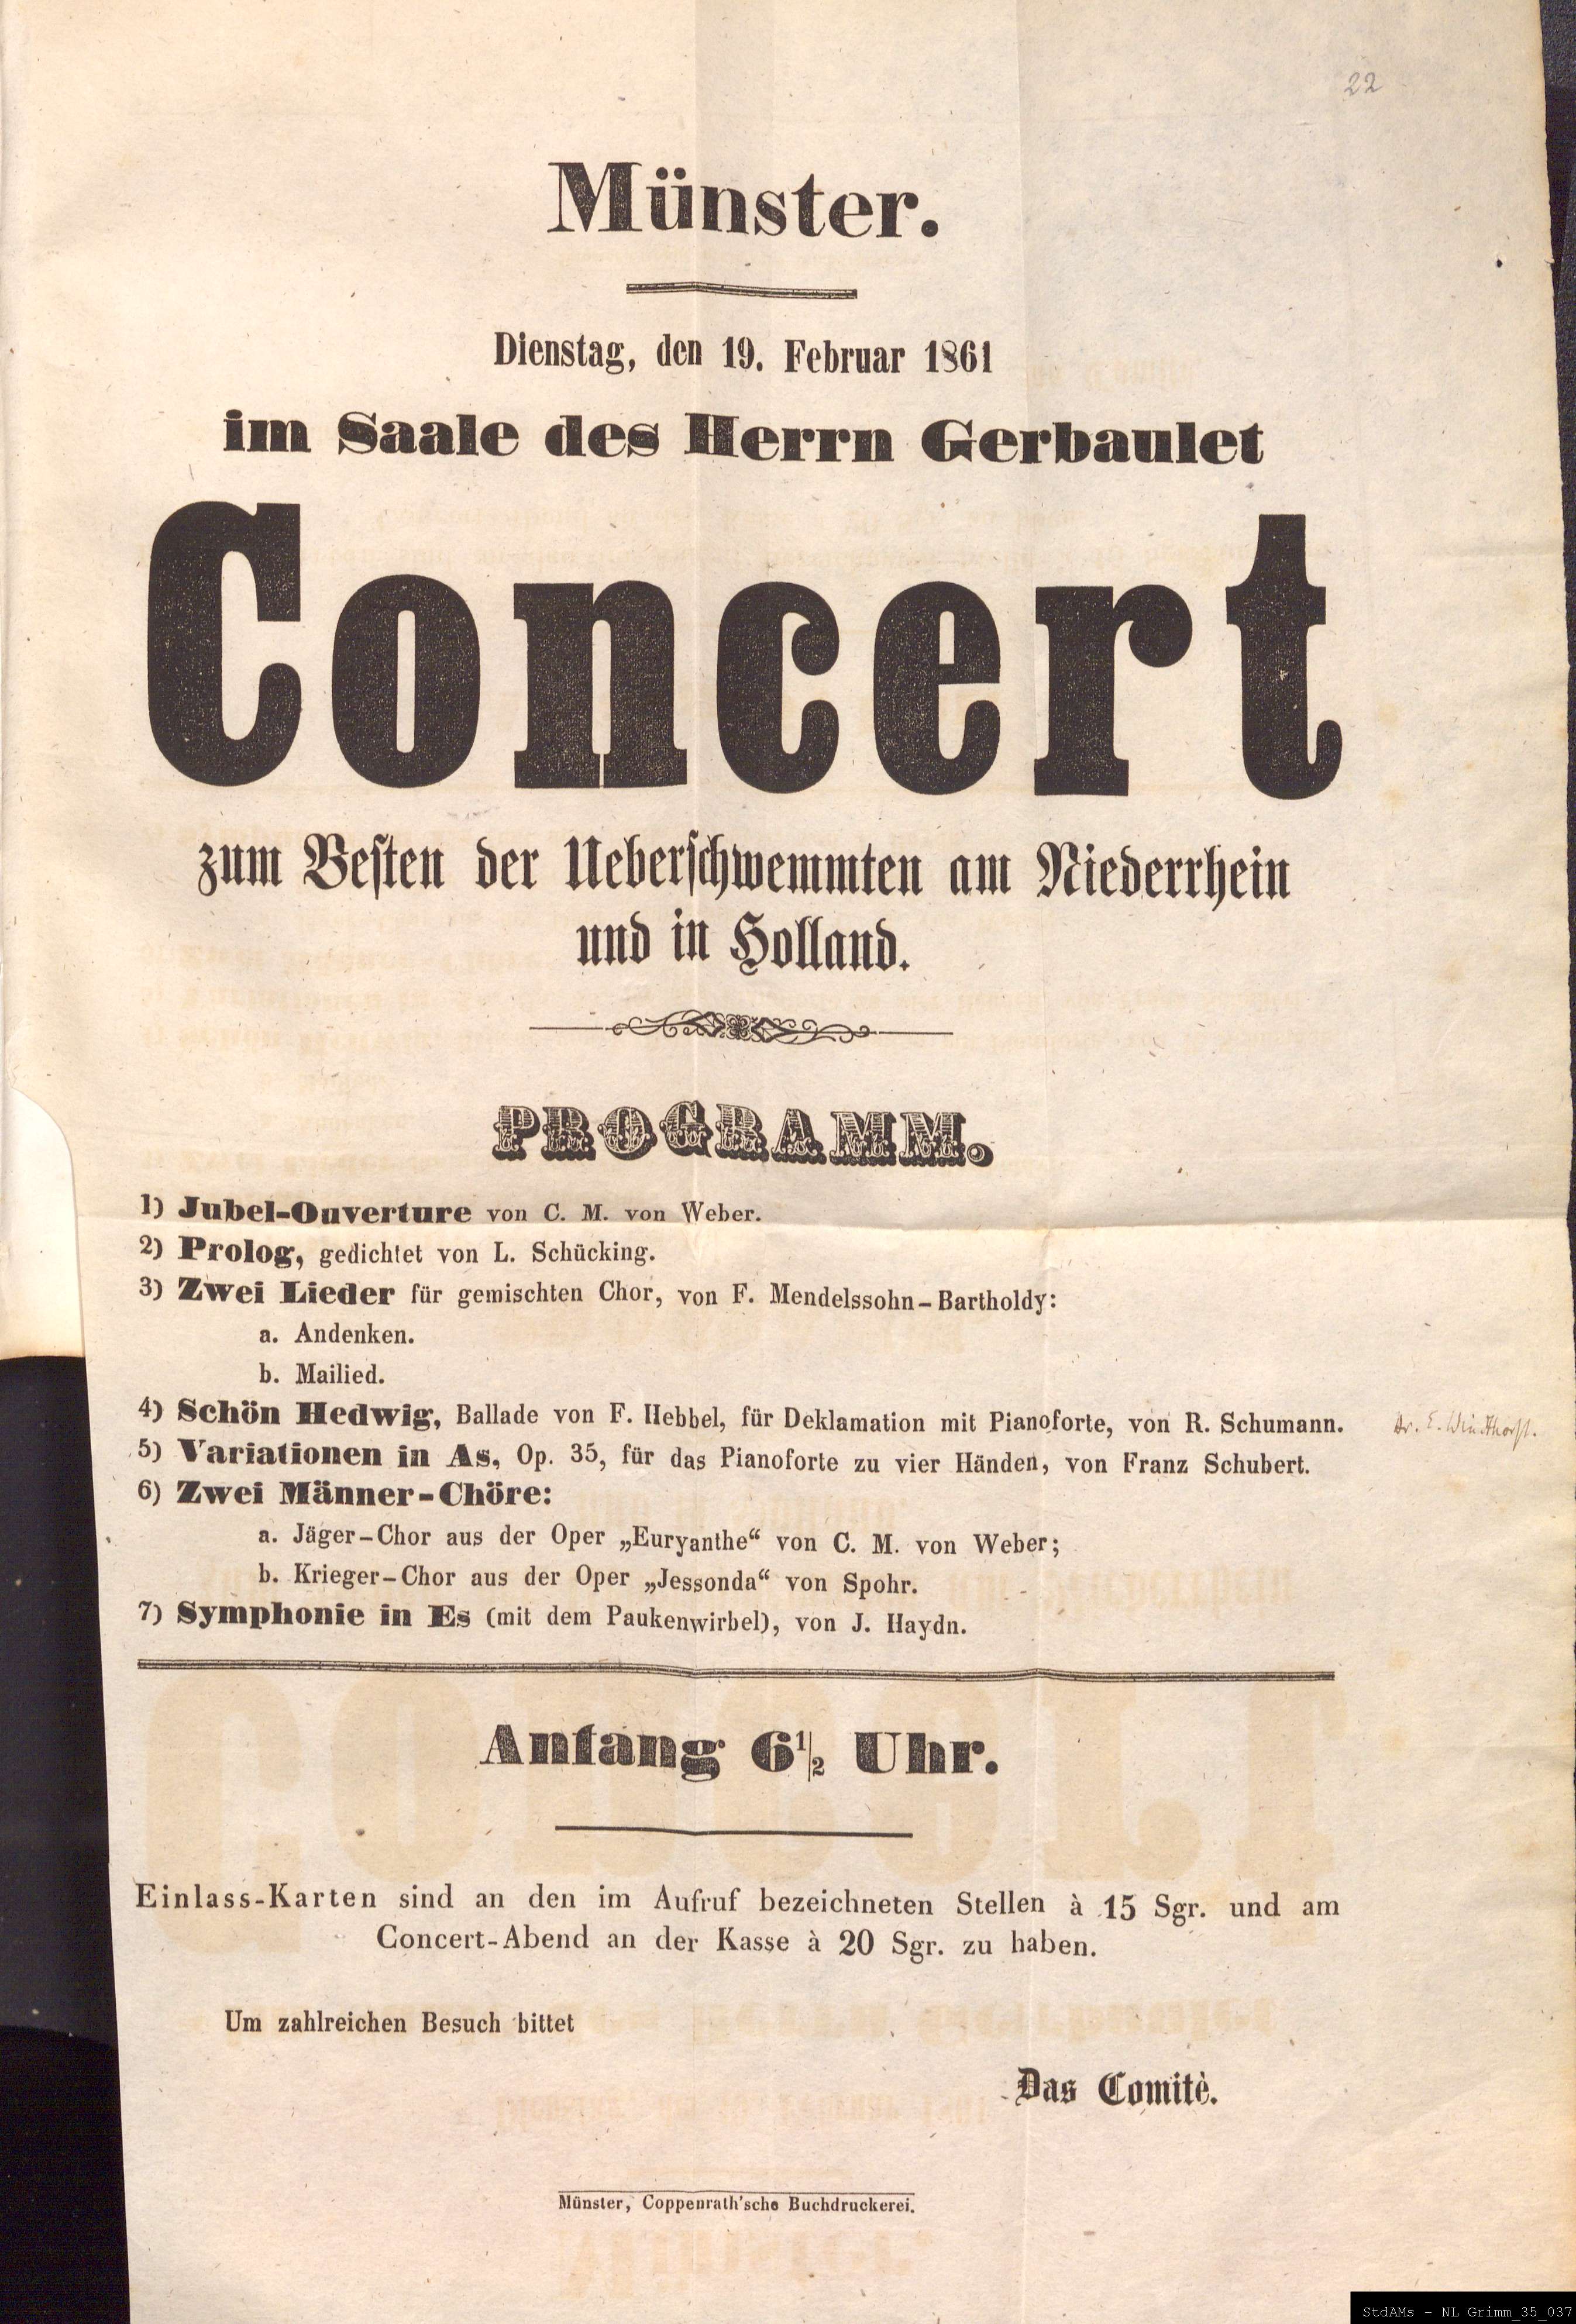 22
Münster.
Dienstag, den 19. Februar 1861
im Saale des Herrn Gerbaulet
Concert
zum Beſten der Ueberſchwemmten am Niederrhein
und in Holland.
PROGRAMM.
1) Jubel-Ouverture von C. M. von Weber.
2) Prolog, gedichtet von L. Schücking.
3) Zwei Lieder für gemischten Chor, von F. Mendelssohn-Bartholdy:
a. Andenken.
b. Mailied.
4) Schön Hedwig, Ballade von F. Hebbel, für Deklamation mit Pianoforte, von R. Schumann. Dr. E. Windthorst.
5) Variationen in As, Op. 35, für das Pianoforte zu vier Händen, von Franz Schubert.
6) Zwei Männer-Chöre:
a. Jäger-Chor aus der Oper „Euryanthe“ von C. M. von Weber;
b. Krieger-Chor aus der Oper „Jessonda“ von Spohr.
7) Symphonie in Es (mit dem Paukenwirbel), von J. Haydn.
Anfang 6½ Uhr.
Einlass-Karten sind an den im Aufruf bezeichneten Stellen à 15 Sgr. und am
Concert-Abend an der Kasse à 20 Sgr. zu haben.
Um zahlreichen Besuch bittet
Das Comitè.
Münster, Coppenrath'sche Buchdruckerei.
StdAMs - NL Grimm_35_037